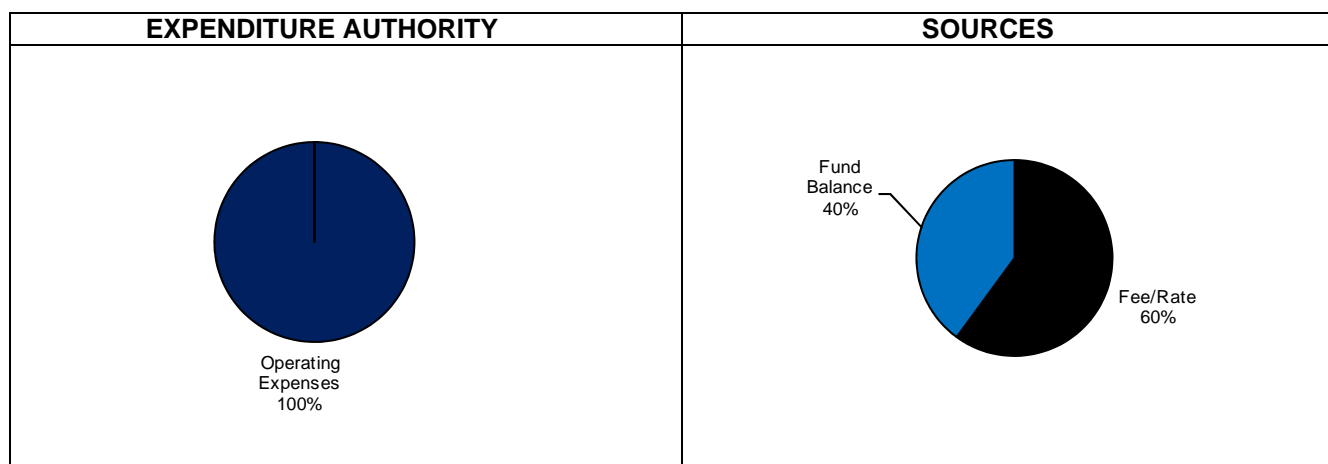 EXPENDITURE AUTHORITY
SOURCES
Operating
Expenses
100%
Fund
Balance
40%
Fee/Rate
60%